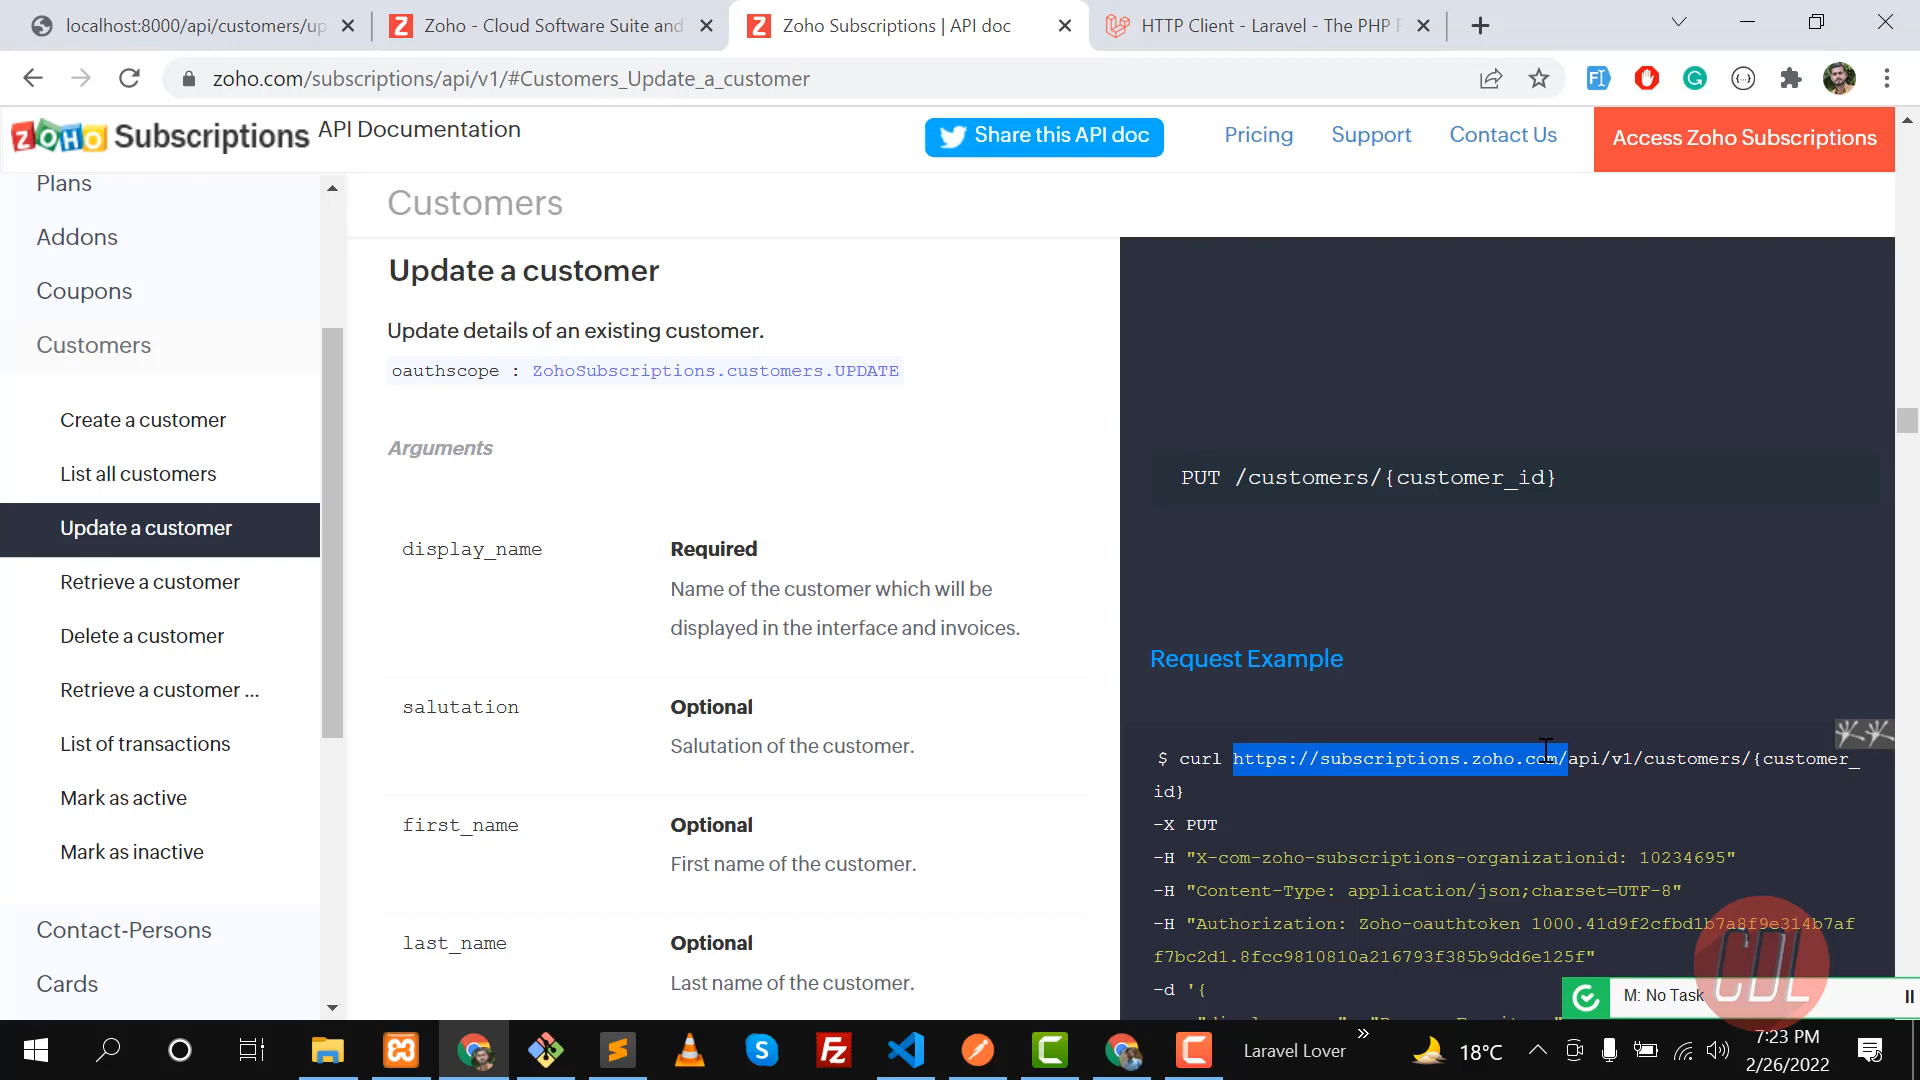 localhost:8000/api/customers/up
Zoho - Cloud Software Suite and
Zoho Subscriptions | API doc
HTTP Client - Laravel - The PHP F
zoho.com/subscriptions/api/v1/#Customers_Update_a_customer
ZOHO Subscriptions API Documentation
Share this API doc
Pricing
Support
Contact Us
Access Zoho Subscriptions
Plans
Addons
Coupons
Customers
Create a customer
List all customers
Update a customer
Retrieve a customer
Delete a customer
Retrieve a customer ...
List of transactions
Mark as active
Mark as inactive
Contact-Persons
Cards
Customers
Update a customer
Update details of an existing customer.
oauthscope : ZohoSubscriptions.customers.UPDATE
Arguments
display_name
Required
Name of the customer which will be
displayed in the interface and invoices.
salutation
Optional
Salutation of the customer.
first_name
Optional
First name of the customer.
last_name
Optional
Last name of the customer.
PUT /customers/{customer_id}
Request Example
$ curl https://subscriptions.zoho.com/api/v1/customers/{customer_
id}
-X PUT
-H "X-com-zoho-subscriptions-organizationid: 10234695"
-H "Content-Type: application/json;charset=UTF-8"
-H "Authorization: Zoho-oauthtoken 1000.41d9f2cfbd1b7a8f9e314b7af
f7bc2d1.8fcc9810810a216793f385b9dd6e125f"
-d '{
CDL
M: No Task
Laravel Lover
18°C
7:23 PM
2/26/2022